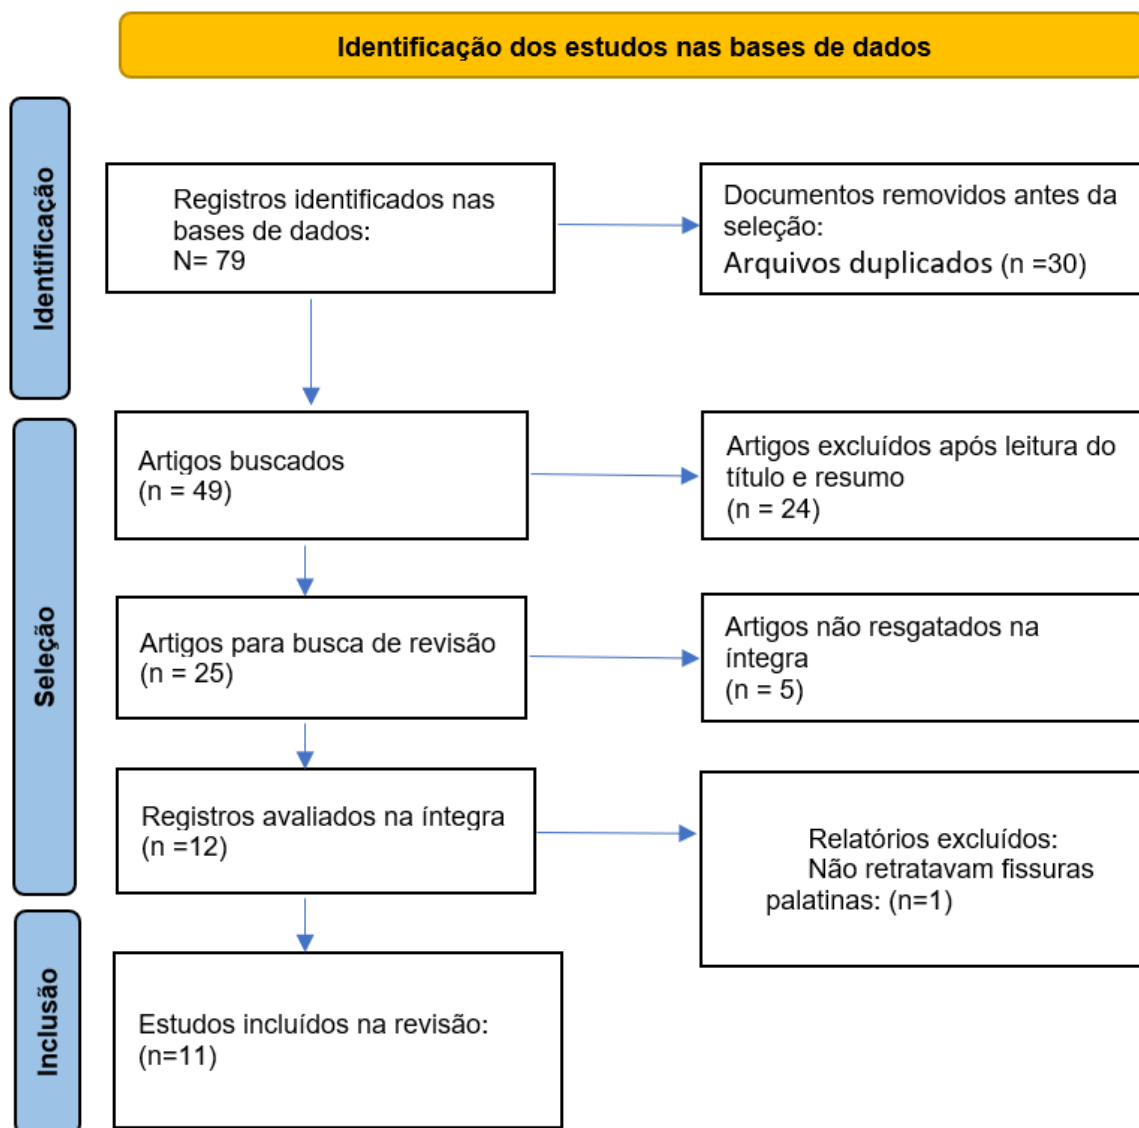 Identificação dos estudos nas bases de dados
Identificação
Registros identificados nas
bases de dados:
N= 79
Documentos removidos antes da
seleção:
Arquivos duplicados (n =30)
Seleção
Artigos buscados
(n = 49)
Artigos excluídos após leitura do
título e resumo
(n = 24)
Artigos para busca de revisão
(n = 25)
Artigos não resgatados na
íntegra
(n = 5)
Registros avaliados na íntegra
(n =12)
Relatórios excluídos:
Não retratavam fissuras
palatinas: (n=1)
Inclusão
Estudos incluídos na revisão:
(n=11)